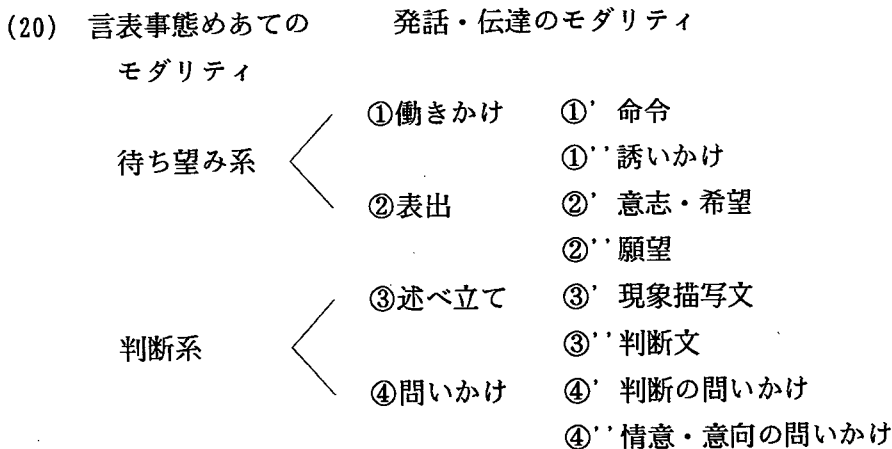 (20) 言表事態めあての 発話・伝達のモダリティ
モダリティ
①働きかけ ①' 命令
待ち望み系 ①''誘いかけ
②表出 ②' 意志・希望
②''願望
③述べ立て ③' 現象描写文
判断系 ③''判断文
④問いかけ ④' 判断の問いかけ
④''情意・意向の問いかけ